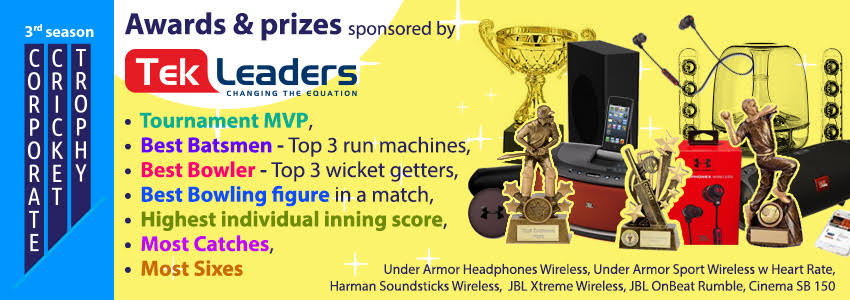 3rd season
CORPORATE
CRICKET
TROPHY
Awards & prizes sponsored by
Tek Leaders
CHANGING THE EQUATION
• Tournament MVP,
• Best Batsmen - Top 3 run machines,
• Best Bowler - Top 3 wicket getters,
• Best Bowling figure in a match,
• Highest individual inning score,
• Most Catches,
• Most Sixes
JBL
HEADPHONES WIRELESS
Under Armor Headphones Wireless, Under Armor Sport Wireless w Heart Rate,
Harman Soundsticks Wireless, JBL Xtreme Wireless, JBL OnBeat Rumble, Cinema SB 150